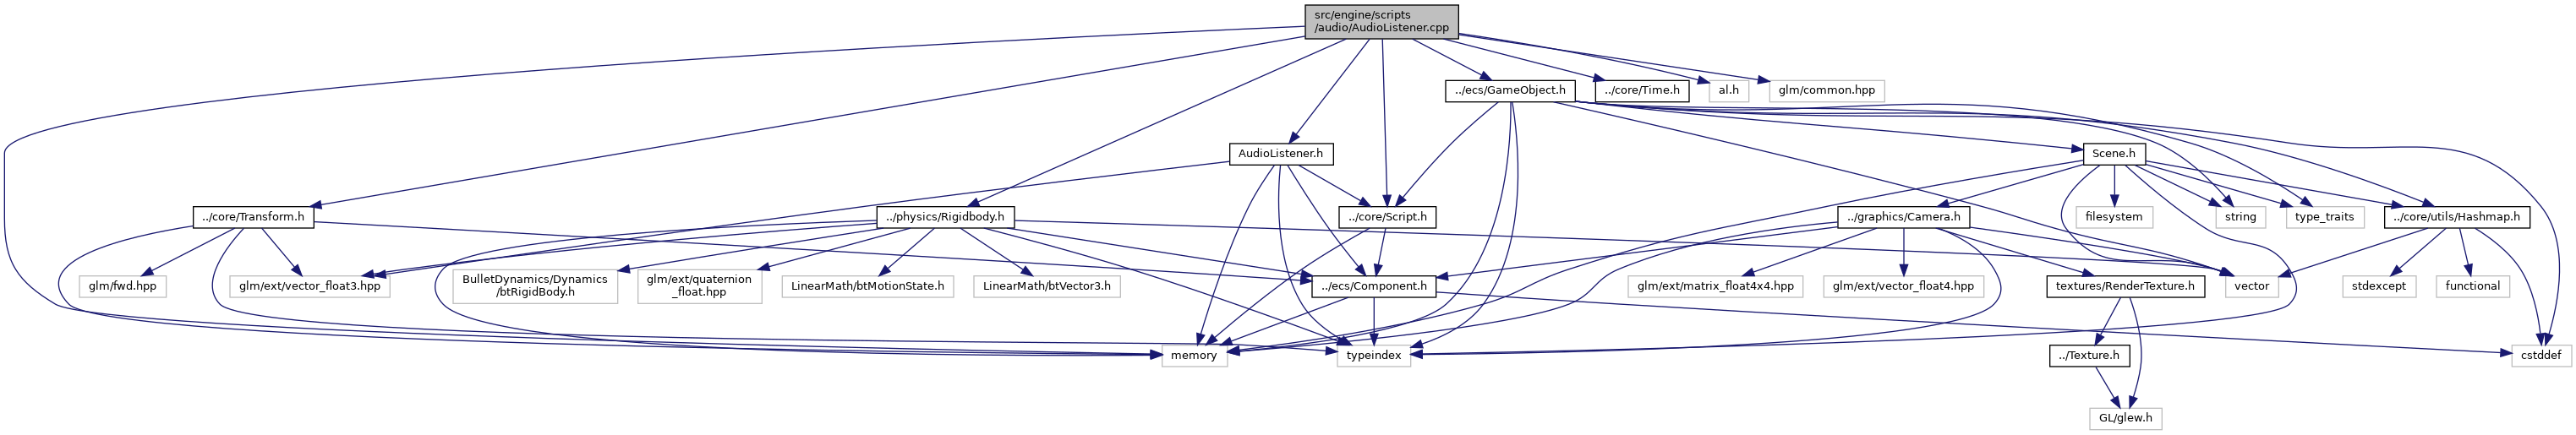 src/engine/scripts
/audio/AudioListener.cpp
../ecs/GameObject.h
../core/Time.h
al.h
glm/common.hpp
AudioListener.h
Scene.h
../core/Transform.h
../physics/Rigidbody.h
../core/Script.h
../graphics/Camera.h
filesystem
string
type_traits
../core/utils/Hashmap.h
glm/fwd.hpp
glm/ext/vector_float3.hpp
BulletDynamics/Dynamics
/btRigidBody.h
glm/ext/quaternion
_float.hpp
LinearMath/btMotionState.h
LinearMath/btVector3.h
../ecs/Component.h
glm/ext/matrix_float4x4.hpp
glm/ext/vector_float4.hpp
textures/RenderTexture.h
vector
stdexcept
functional
memory
typeindex
../Texture.h
cstddef
GL/glew.h